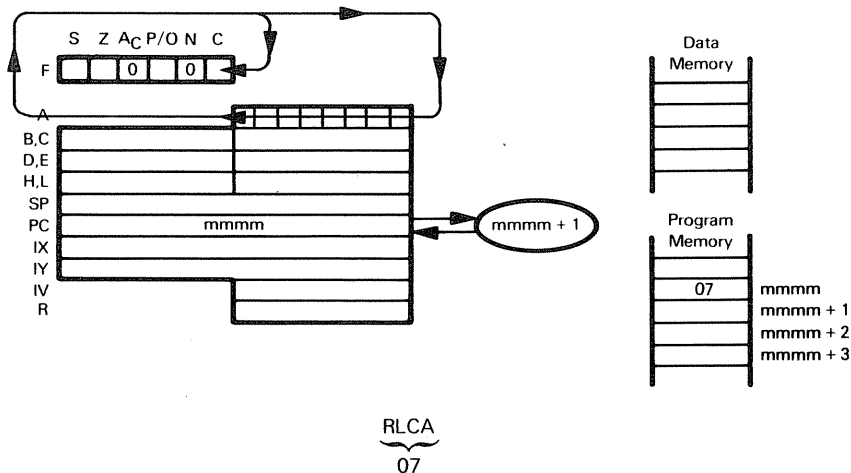 S Z AC P/O N C
F 0 0
A
B,C
D,E
H,L
SP
PC mmmm mmmm + 1
IX
IY
IV
R
Data
Memory
Program
Memory
07 mmmm
mmmm + 1
mmmm + 2
mmmm + 3
RLCA
07